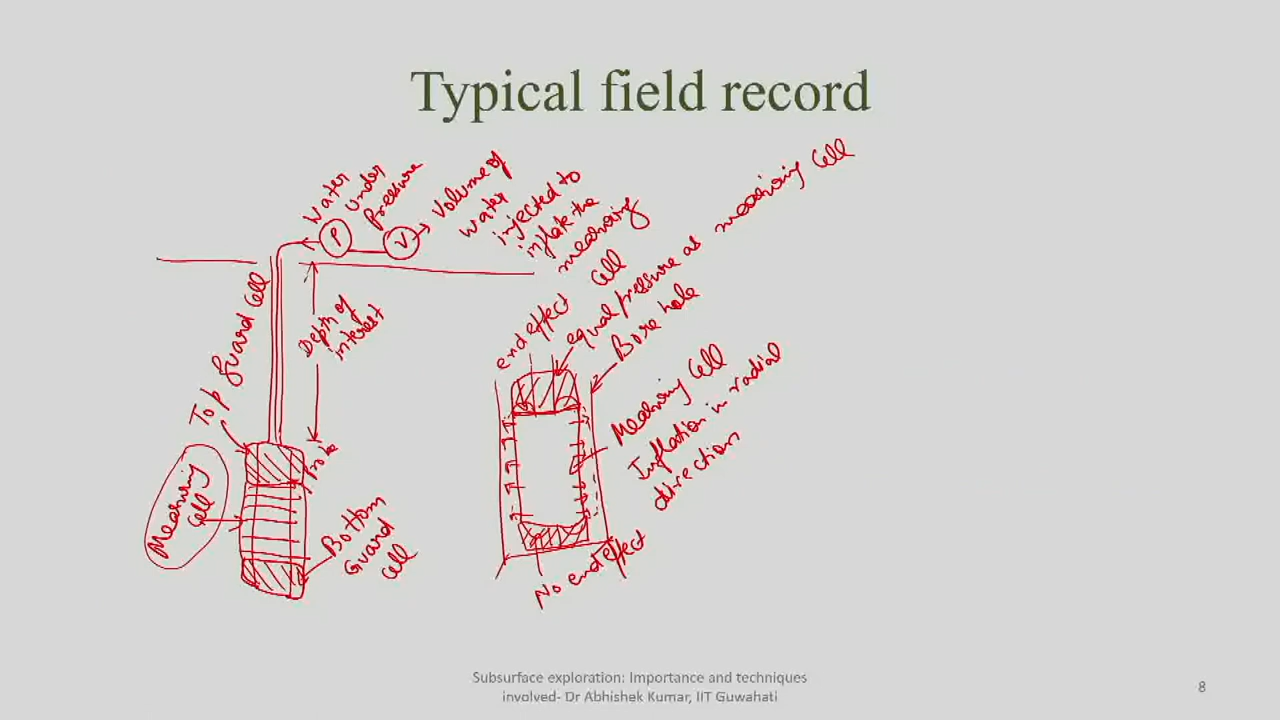 Typical field record
Water
Under
Pressure
P
V
Volume of
water
injected to
inflate the
measuring
cell
Top Guard Cell
Depth of
interest
Probe
Measuring
Cell
Bottom
Guard
Cell
end effect
equal pressure as measuring Cell
Bore hole
Measuring Cell
Inflation in radial
direction
No end effect
Subsurface exploration: Importance and techniques
involved- Dr Abhishek Kumar, IIT Guwahati
8